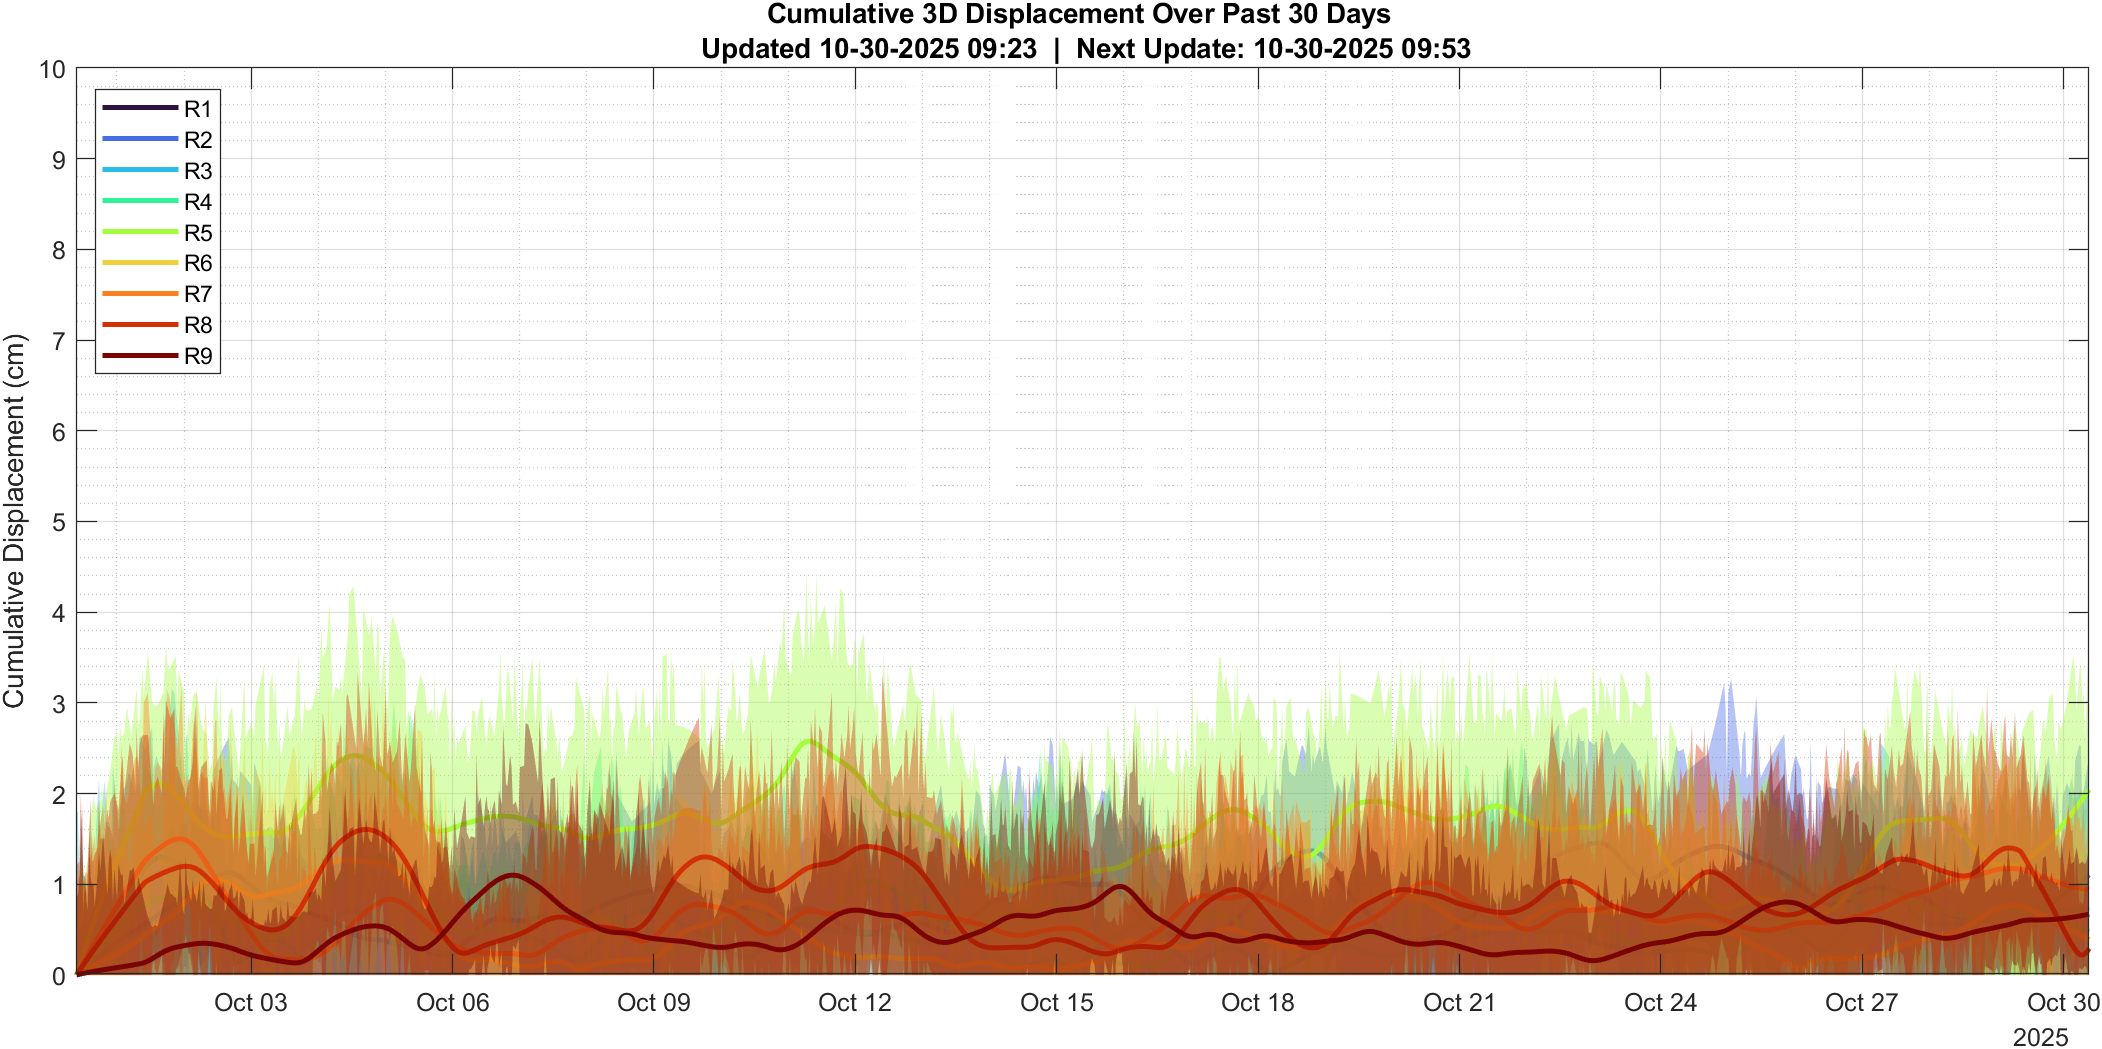 Cumulative 3D Displacement Over Past 30 Days
Updated 10-30-2025 09:23 | Next Update: 10-30-2025 09:53
Cumulative Displacement (cm)
10
9
8
7
6
5
4
3
2
1
0
R1
R2
R3
R4
R5
R6
R7
R8
R9
Oct 03
Oct 06
Oct 09
Oct 12
Oct 15
Oct 18
Oct 21
Oct 24
Oct 27
Oct 30
2025